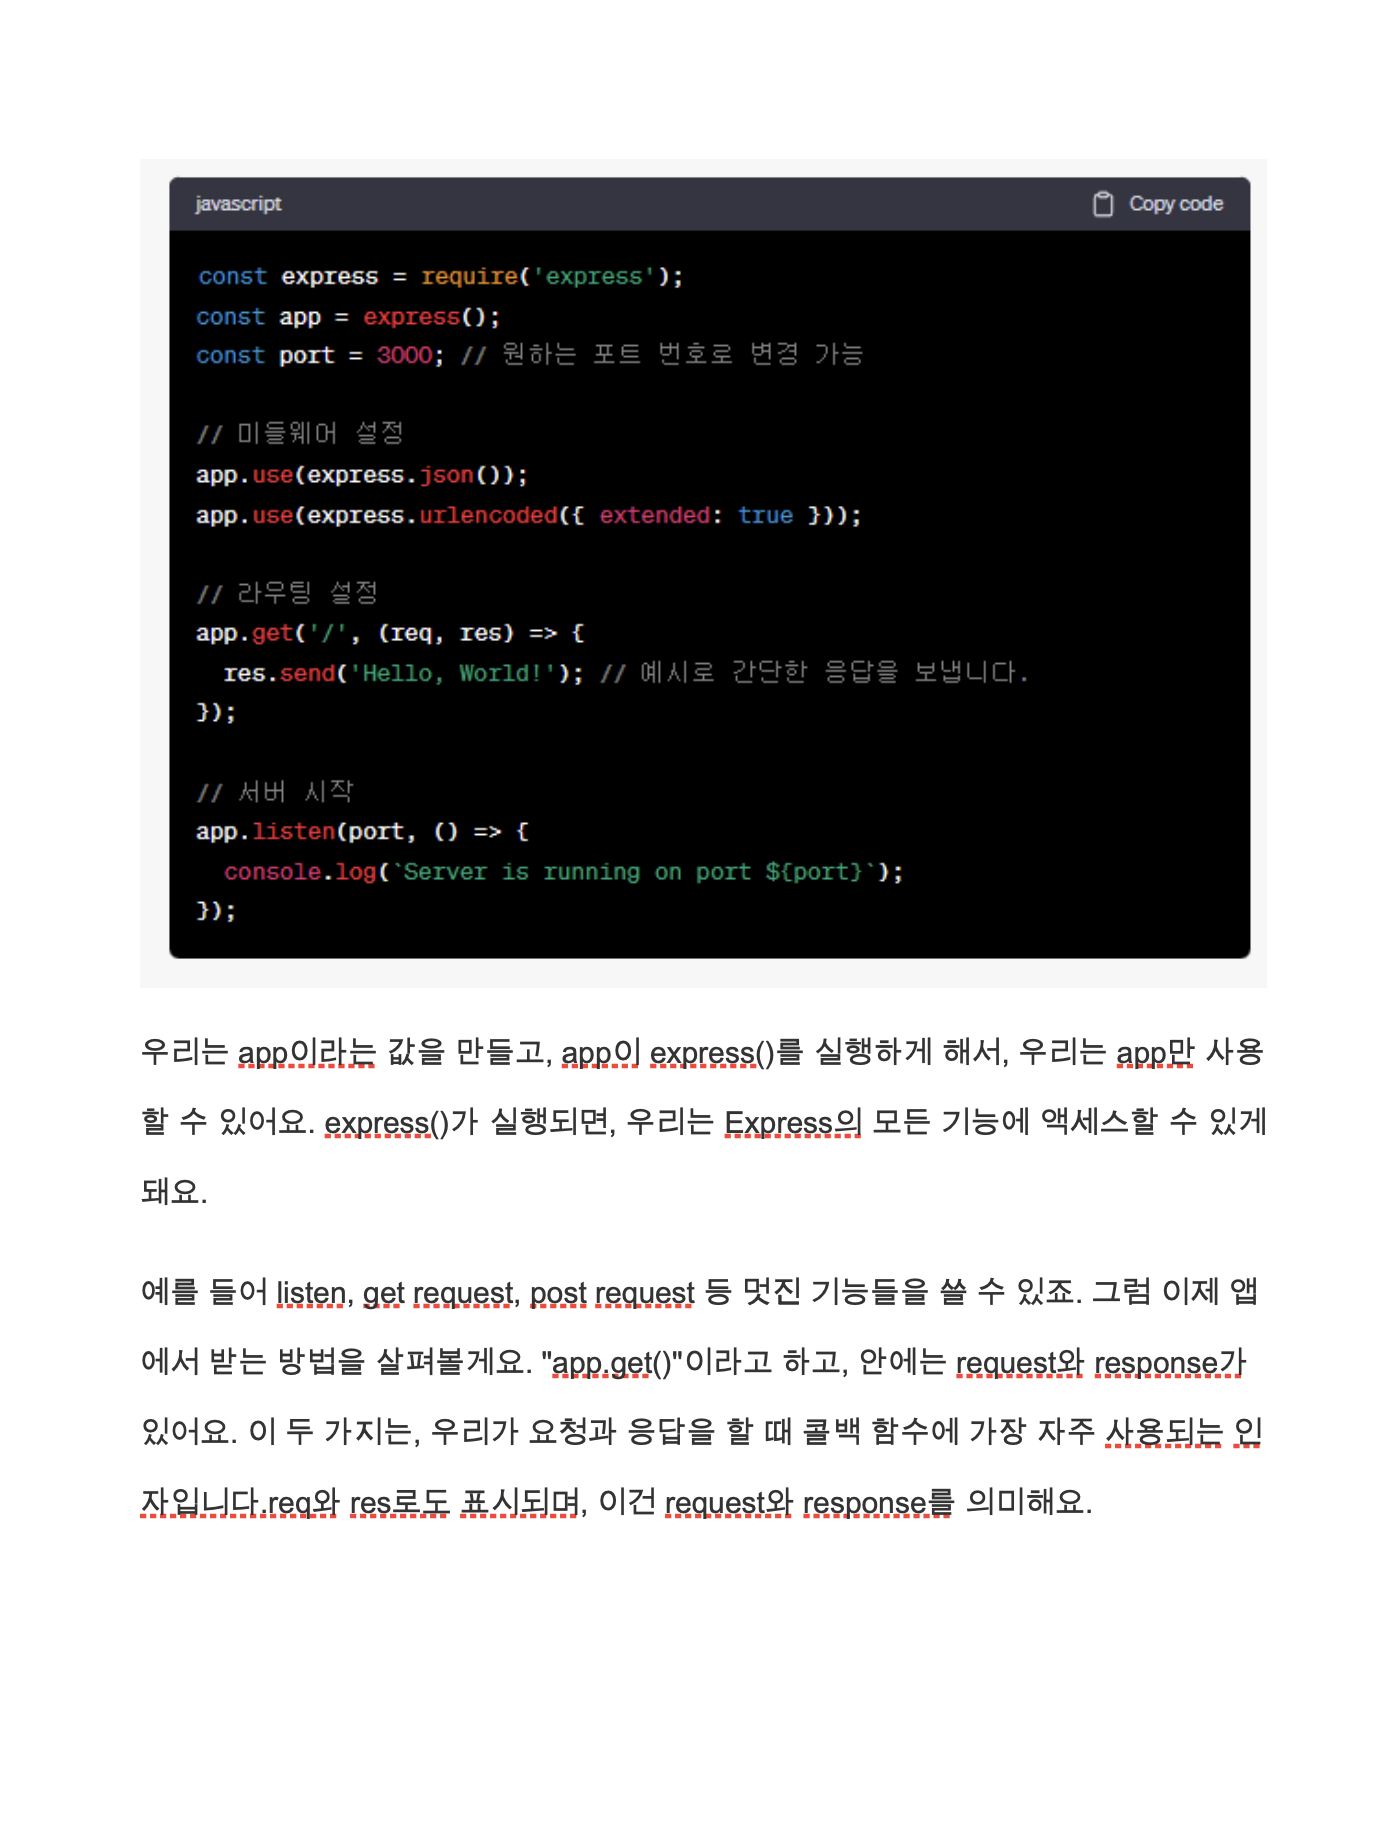 javascript
Copy code
const express = require('express');
const app = express();
const port = 3000; // 원하는 포트 번호로 변경 가능
// 미들웨어 설정
app.use(express.json());
app.use(express.urlencoded({ extended: true }));
// 라우팅 설정
app.get('/', (req, res) => {
  res.send('Hello, World!'); // 예시로 간단한 응답을 보냅니다.
});
// 서버 시작
app.listen(port, () => {
  console.log(`Server is running on port ${port}`);
});
우리는 app이라는 값을 만들고, app이 express()를 실행하게 해서, 우리는 app만 사용
할 수 있어요. express()가 실행되면, 우리는 Express의 모든 기능에 액세스할 수 있게
돼요.
예를 들어 listen, get request, post request 등 멋진 기능들을 쓸 수 있죠. 그럼 이제 앱
에서 받는 방법을 살펴볼게요. "app.get()"이라고 하고, 안에는 request와 response가
있어요. 이 두 가지는, 우리가 요청과 응답을 할 때 콜백 함수에 가장 자주 사용되는 인
자입니다.req와 res로도 표시되며, 이건 request와 response를 의미해요.